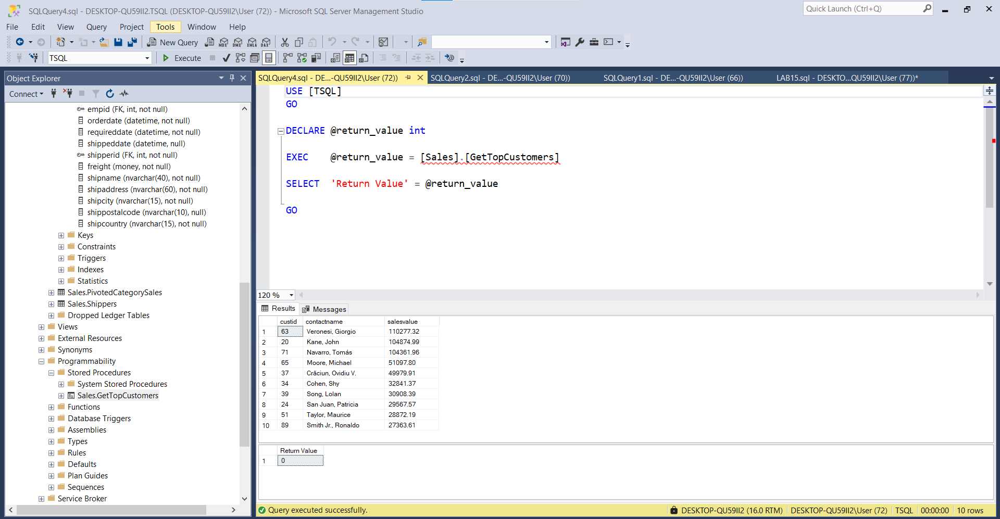 SQLQuery4.sql - DESKTOP-QU59II2.TSQL (DESKTOP-QU59II2\User (72)) - Microsoft SQL Server Management Studio
Quick Launch (Ctrl+Q)
File Edit View Query Project Tools Window Help
New Query MDX DMX XMLA DAX
TSQL Execute
Object Explorer
Connect
empid (FK, int, not null)
orderdate (datetime, not null)
requireddate (datetime, not null)
shippeddate (datetime, null)
shipperid (FK, int, not null)
freight (money, not null)
shipname (nvarchar(40), not null)
shipaddress (nvarchar(60), not null)
shipcity (nvarchar(15), not null)
shippostalcode (nvarchar(10), null)
shipcountry (nvarchar(15), not null)
Keys
Constraints
Triggers
Indexes
Statistics
Sales.PivotedCategorySales
Sales.Shippers
Dropped Ledger Tables
Views
External Resources
Synonyms
Programmability
Stored Procedures
System Stored Procedures
Sales.GetTopCustomers
Functions
Database Triggers
Assemblies
Types
Rules
Defaults
Plan Guides
Sequences
Service Broker
SQLQuery4.sql - DE...-QU59II2\User (72)) SQLQuery2.sql - DE...-QU59II2\User (70)) SQLQuery1.sql - DE...-QU59II2\User (66)) LAB15.sql - DESKTO...QU59II2\User (77))*
USE [TSQL]
GO
DECLARE @return_value int
EXEC @return_value = [Sales].[GetTopCustomers]
SELECT 'Return Value' = @return_value
GO
120 %
Results Messages
custid contactname salesvalue
1 63 Veronesi, Giorgio 110277.32
2 20 Kane, John 104874.99
3 71 Navarro, Tomás 104361.96
4 65 Moore, Michael 51097.80
5 37 Crăciun, Ovidiu V. 49979.91
6 34 Cohen, Shy 32841.37
7 39 Song, Lolan 30908.39
8 24 San Juan, Patricia 29567.57
9 51 Taylor, Maurice 28872.19
10 89 Smith Jr., Ronaldo 27363.61
Return Value
1 0
Query executed successfully. DESKTOP-QU59II2 (16.0 RTM) DESKTOP-QU59II2\User (72) TSQL 00:00:00 10 rows